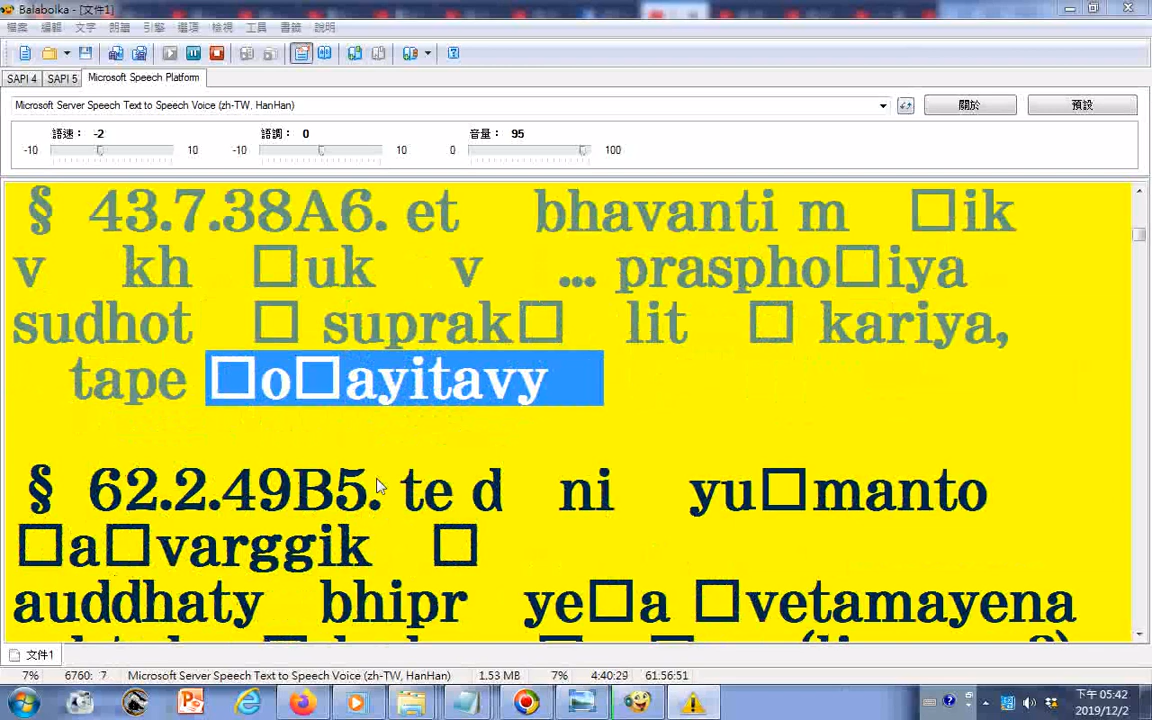 Balabolka - [文件1]
檔案 編輯 文字 朗讀 引擎 選項 檢視 工具 書籤 說明
SAPI 4 SAPI 5 Microsoft Speech Platform
Microsoft Server Speech Text to Speech Voice (zh-TW, HanHan) 關於 預設
語速： -2 語調： 0 音量： 95
-10 10 -10 10 0 100
§ 43.7.38A6. et bhavanti m □ik
v kh □uk v ... praspho□iya
sudhot □ suprak□ lit □ kariya,
tape □o□ayitavy
§ 62.2.49B5. te d ni yu□manto
□a□varggik □
auddhaty bhipr ye□a □vetamayena
文件1
7% 6760: 7 Microsoft Server Speech Text to Speech Voice (zh-TW, HanHan) 1.53 MB 7% 4:40:29 61:56:51
下午 05:42
2019/12/2